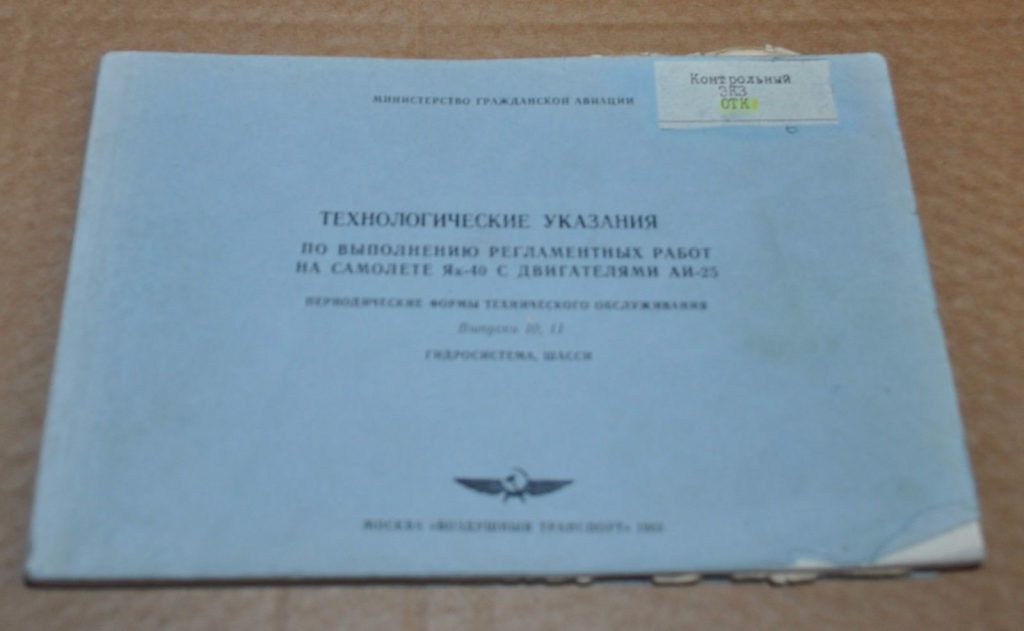 МИНИСТЕРСТВО ГРАЖДАНСКОЙ АВИАЦИИ
Контрольный
ЭКЗ
ОТК
ТЕХНОЛОГИЧЕСКИЕ УКАЗАНИЯ
ПО ВЫПОЛНЕНИЮ РЕГЛАМЕНТНЫХ РАБОТ
НА САМОЛЕТЕ Як-40 С ДВИГАТЕЛЯМИ АИ-25
ПЕРИОДИЧЕСКИЕ ФОРМЫ ТЕХНИЧЕСКОГО ОБСЛУЖИВАНИЯ
Выпуски 10, 11
ГИДРОСИСТЕМА, ШАССИ
МОСКВА «ВОЗДУШНЫЙ ТРАНСПОРТ»